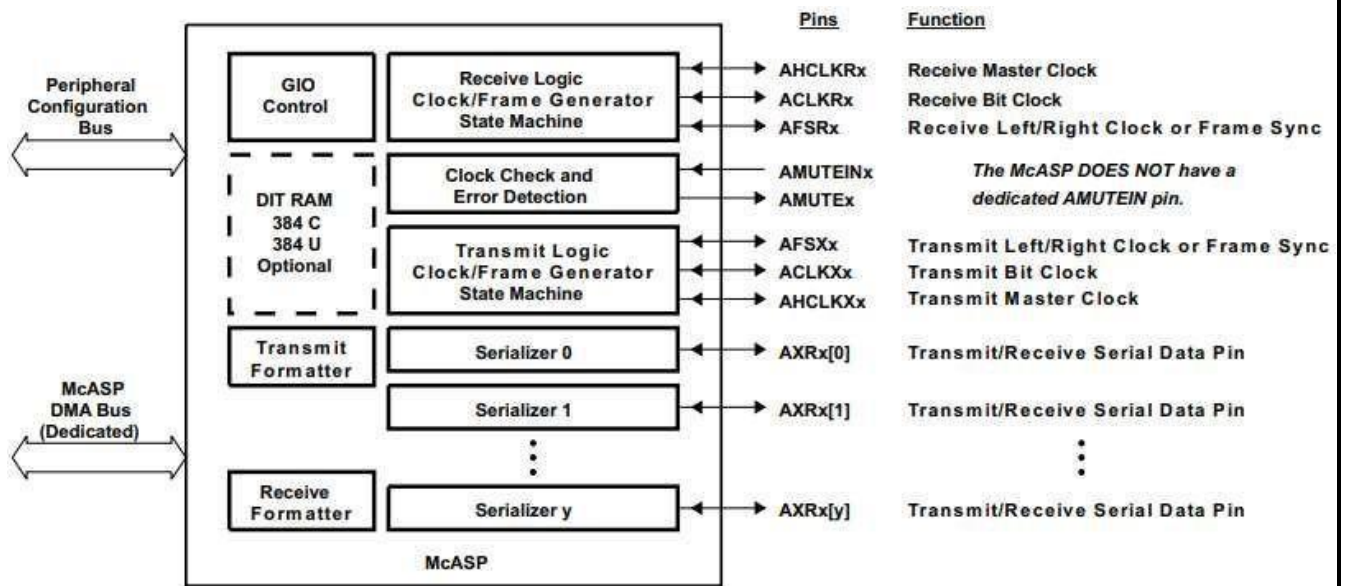 Pins Function
Peripheral
Configuration
Bus
GIO
Control
Receive Logic
Clock/Frame Generator
State Machine
AHCLKRx Receive Master Clock
ACLKRx Receive Bit Clock
AFSRx Receive Left/Right Clock or Frame Sync
DIT RAM
384 C
384 U
Optional
Clock Check and
Error Detection
AMUTEINx
AMUTEx
The McASP DOES NOT have a
dedicated AMUTEIN pin.
Transmit Logic
Clock/Frame Generator
State Machine
AFSXx Transmit Left/Right Clock or Frame Sync
ACLKXx Transmit Bit Clock
AHCLKXx Transmit Master Clock
Transmit
Formatter
Serializer 0
AXRx[0] Transmit/Receive Serial Data Pin
McASP
DMA Bus
(Dedicated)
Serializer 1
AXRx[1] Transmit/Receive Serial Data Pin
Receive
Formatter
Serializer y
AXRx[y] Transmit/Receive Serial Data Pin
McASP